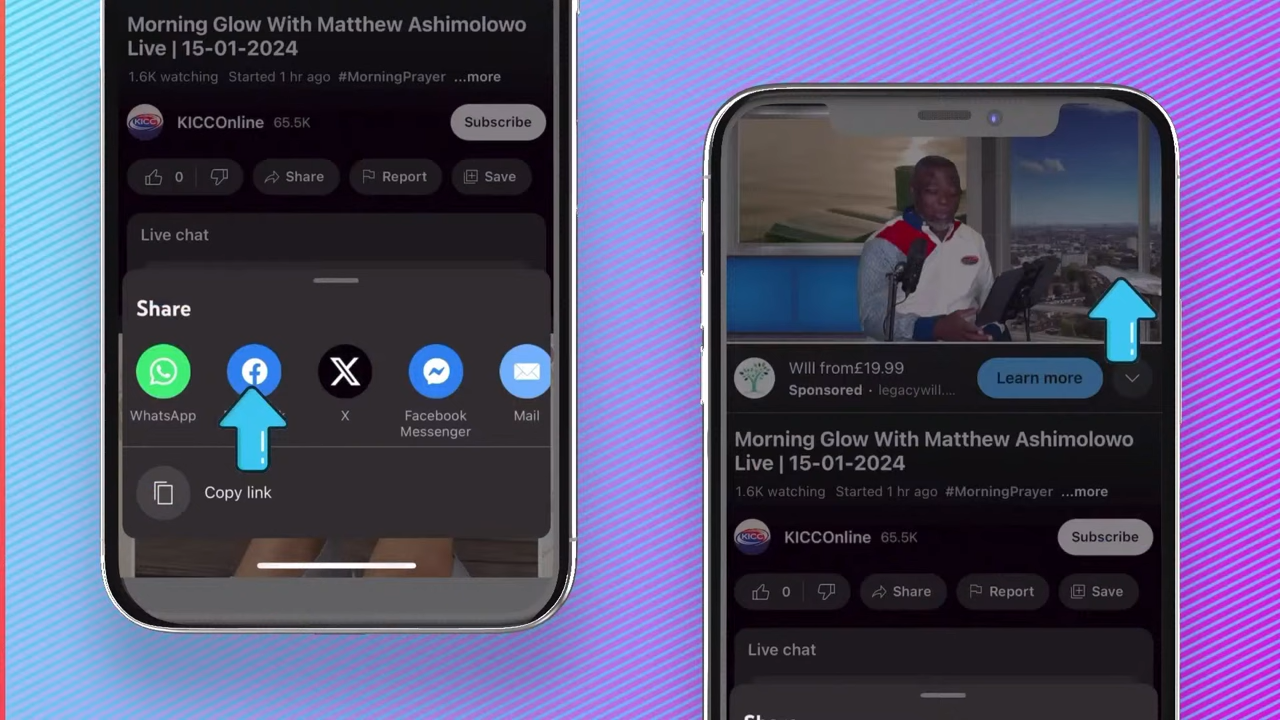 Morning Glow With Matthew Ashimolowo
Live | 15-01-2024
1.6K watching Started 1 hr ago #MorningPrayer ...more
KICC
KICCOnline 65.5K
Subscribe
0
Share
Report
Save
Live chat
Share
WhatsApp
X
Facebook
Messenger
Mail
Copy link
Will from£19.99
Sponsored · legacywill....
Learn more
Morning Glow With Matthew Ashimolowo
Live | 15-01-2024
1.6K watching Started 1 hr ago #MorningPrayer ...more
KICC
KICCOnline 65.5K
Subscribe
0
Share
Report
Save
Live chat
Share